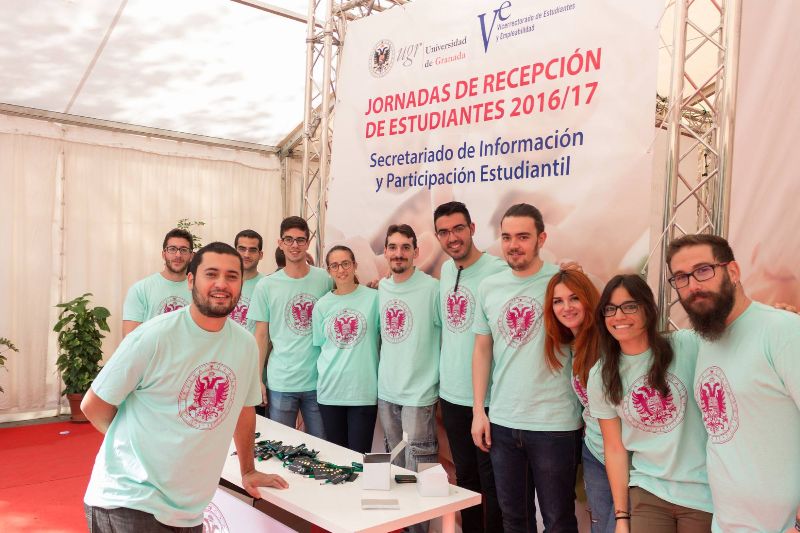 ugr
Universidad
de Granada
Ve
Vicerrectorado de Estudiantes
y Empleabilidad
JORNADAS DE RECEPCIÓN
DE ESTUDIANTES 2016/17
Secretariado de Información
y Participación Estudiantil